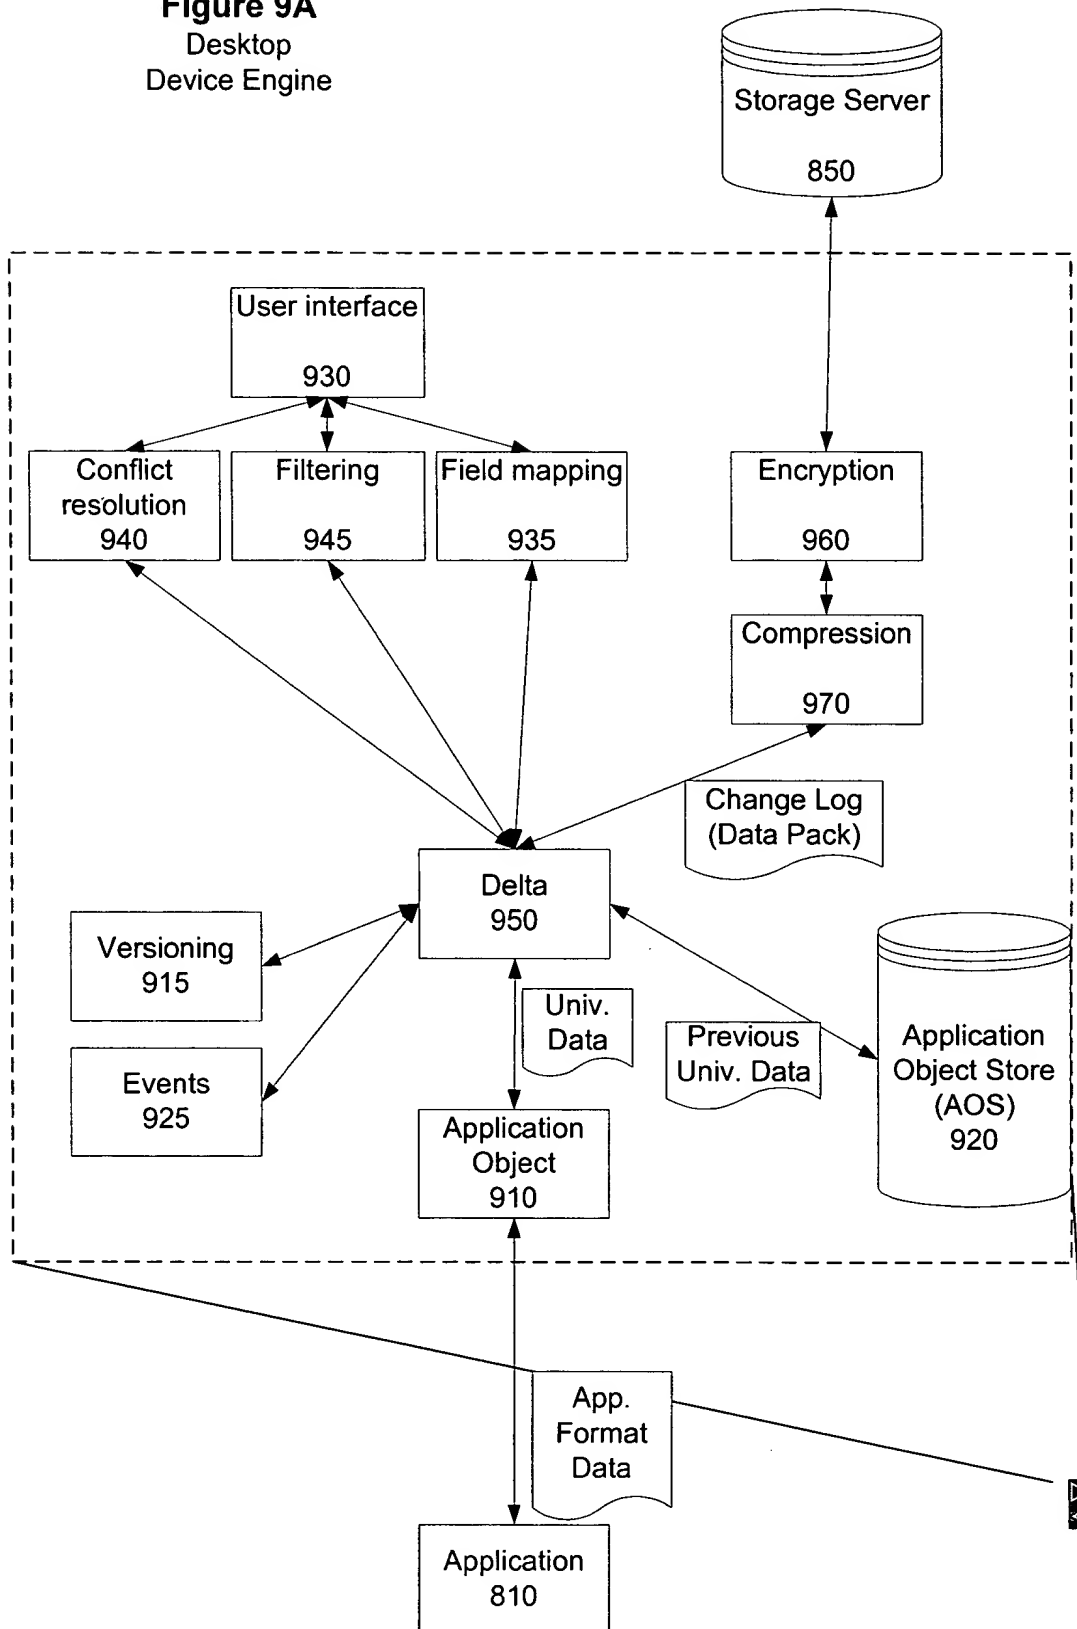 Figure 9A
Desktop
Device Engine
Storage Server
850
User interface
930
Conflict
resolution
940
Filtering
945
Field mapping
935
Encryption
960
Compression
970
Change Log
(Data Pack)
Delta
950
Versioning
915
Events
925
Univ.
Data
Previous
Univ. Data
Application
Object Store
(AOS)
920
Application
Object
910
App.
Format
Data
Application
810